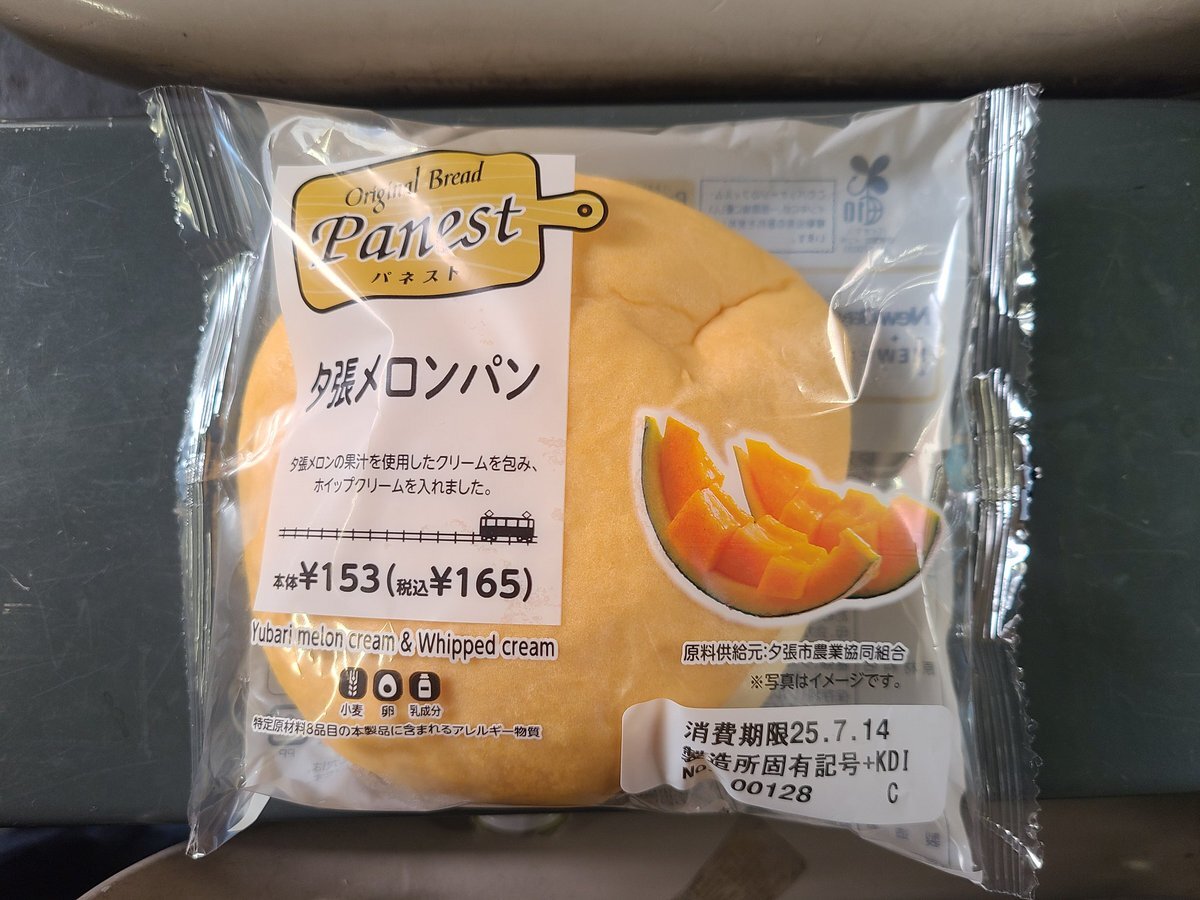 Original Bread
Panest
パネスト
夕張メロンパン
夕張メロンの果汁を使用したクリームを包み、
ホイップクリームを入れました。
本体¥153(税込¥165)
Yubari melon cream & Whipped cream
小麦 卵 乳成分
特定原材料8品目の本製品に含まれるアレルギー物質
原料供給元:夕張市農業協同組合
※写真はイメージです。
消費期限25.7.14
製造所固有記号+KDI
No. 00128 C